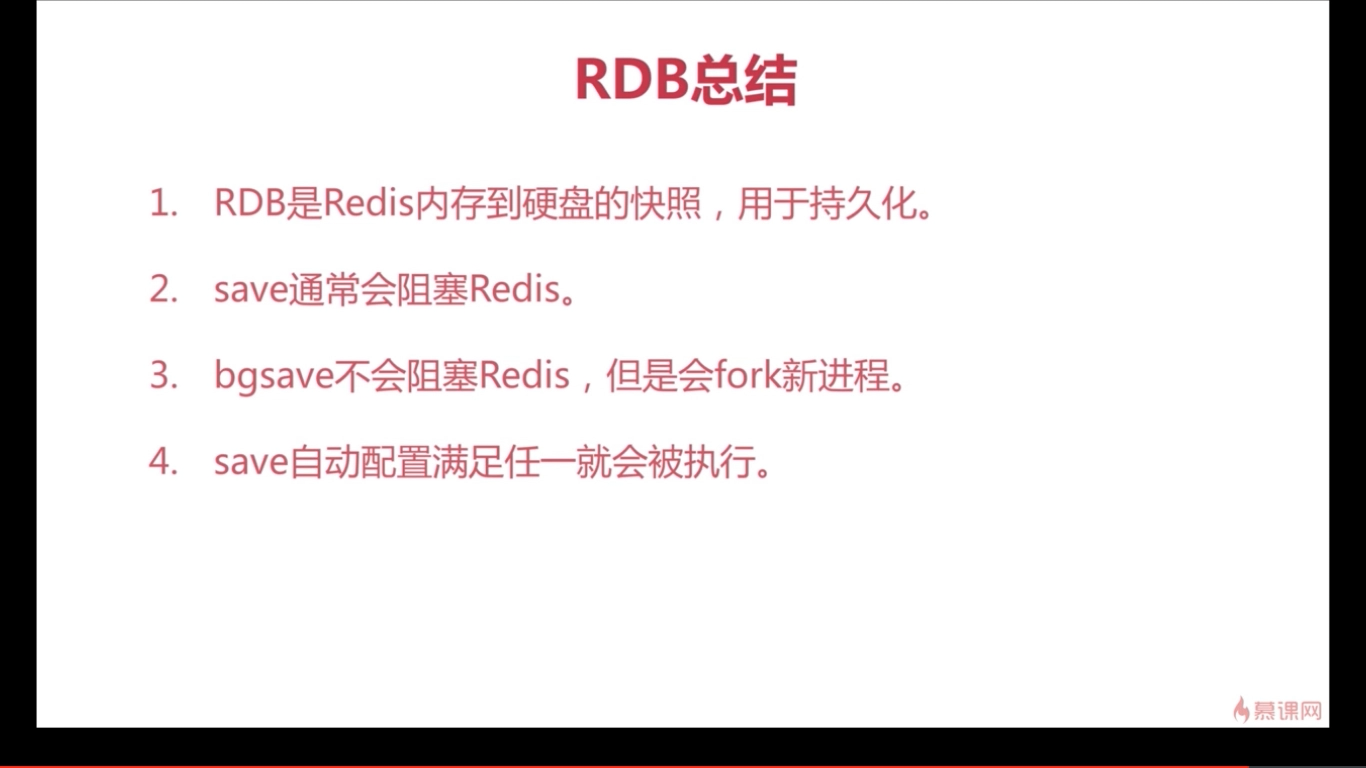 RDB总结
1. RDB是Redis内存到硬盘的快照，用于持久化。
2. save通常会阻塞Redis。
3. bgsave不会阻塞Redis，但是会fork新进程。
4. save自动配置满足任一就会被执行。
慕课网